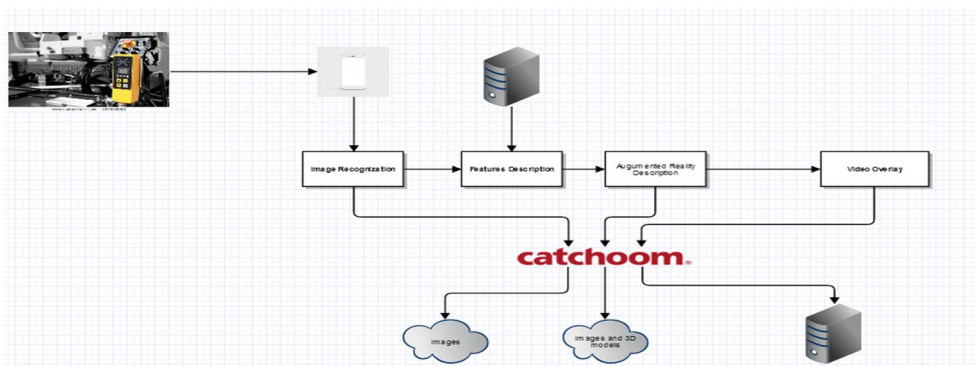 Image Recognization
Features Description
Augumented Reality
Description
Video Overlay
catchoom®
Images
Images and 3D
models